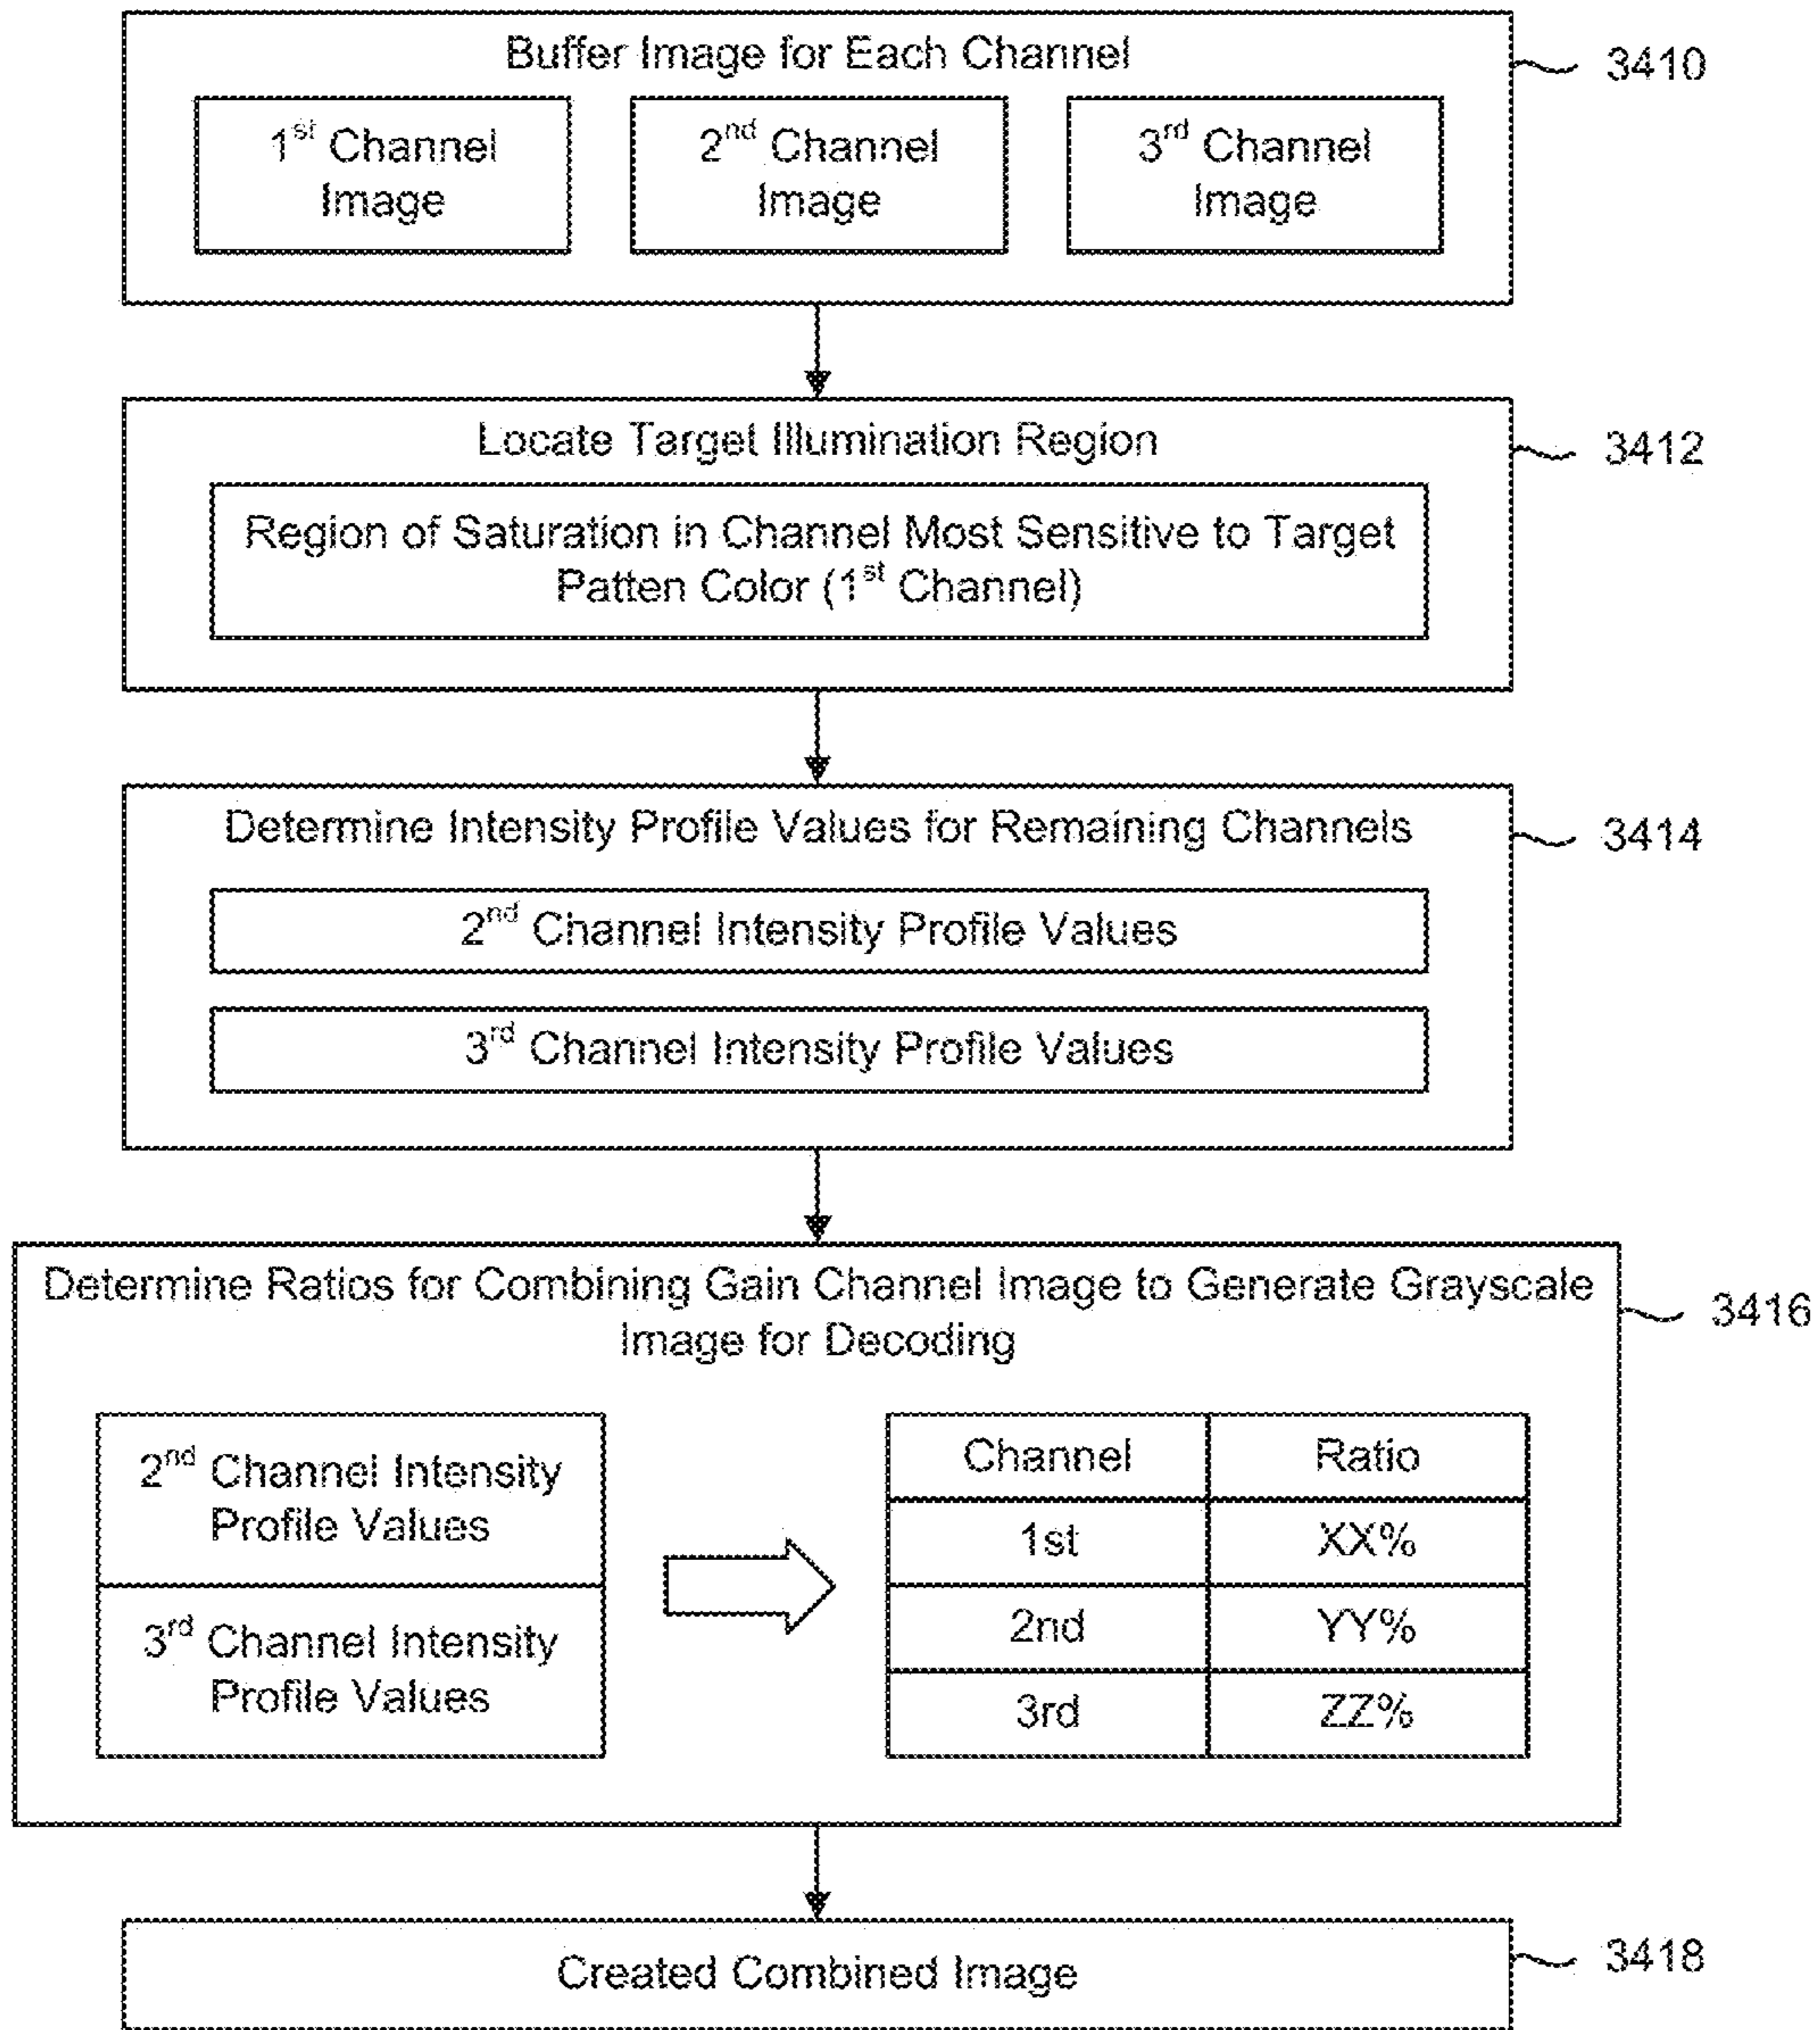 Buffer Image for Each Channel
3410
1st Channel
Image
2nd Channel
Image
3rd Channel
Image
Locate Target Illumination Region
3412
Region of Saturation in Channel Most Sensitive to Target
Patten Color (1st Channel)
Determine Intensity Profile Values for Remaining Channels
3414
2nd Channel Intensity Profile Values
3rd Channel Intensity Profile Values
Determine Ratios for Combining Gain Channel Image to Generate Grayscale
Image for Decoding
3416
2nd Channel Intensity
Profile Values
3rd Channel Intensity
Profile Values
Channel Ratio
1st XX%
2nd YY%
3rd ZZ%
Created Combined Image
3418